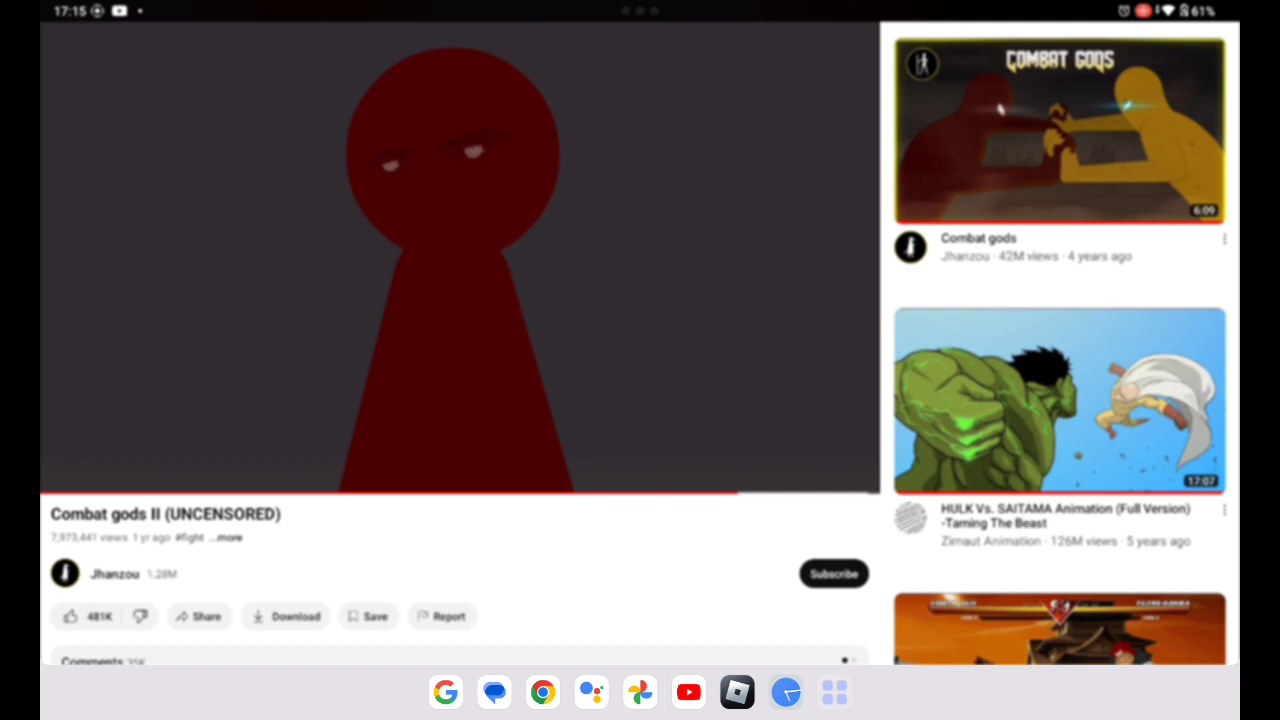 17:15
61%
COMBAT GODS
6:09
Combat gods
Jhanzou · 42M views · 4 years ago
17:07
HULK Vs. SAITAMA Animation (Full Version)
-Taming The Beast
Zimaut Animation · 126M views · 5 years ago
Combat gods II (UNCENSORED)
7,973,441 views 1 yr ago #fight ...more
Jhanzou 1.28M
Subscribe
481K
Share
Download
Save
Report
Comments 35K